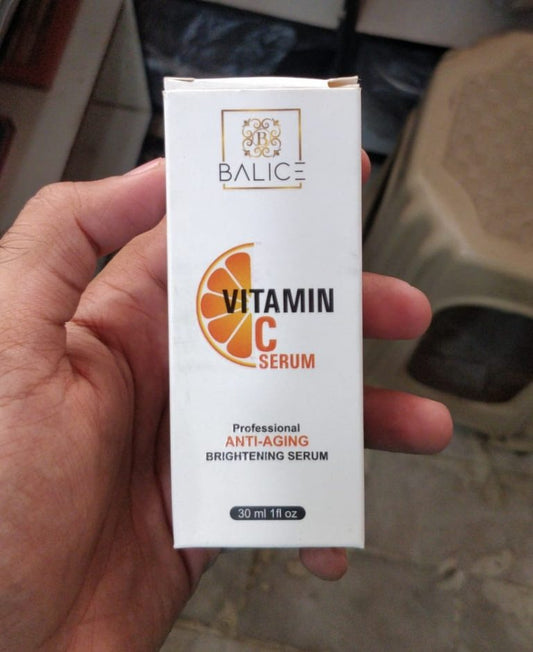 B
BALICE
VITAMIN
C
SERUM
Professional
ANTI-AGING
BRIGHTENING SERUM
30 ml 1fl oz